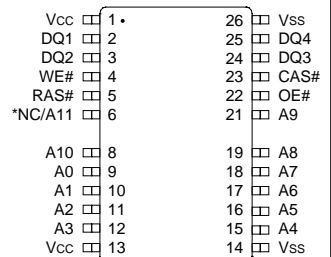 Vcc 1 • 26 Vss
DQ1 2 25 DQ4
DQ2 3 24 DQ3
WE# 4 23 CAS#
RAS# 5 22 OE#
*NC/A11 6 21 A9
A10 8 19 A8
A0 9 18 A7
A1 10 17 A6
A2 11 16 A5
A3 12 15 A4
Vcc 13 14 Vss